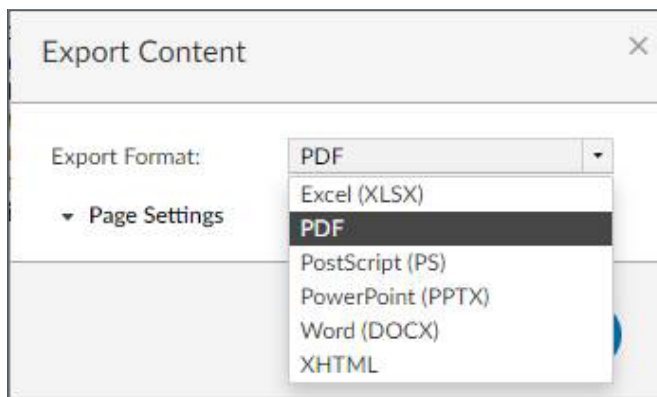 Export Content
Export Format:
PDF
Excel (XLSX)
Page Settings
PDF
PostScript (PS)
PowerPoint (PPTX)
Word (DOCX)
XHTML